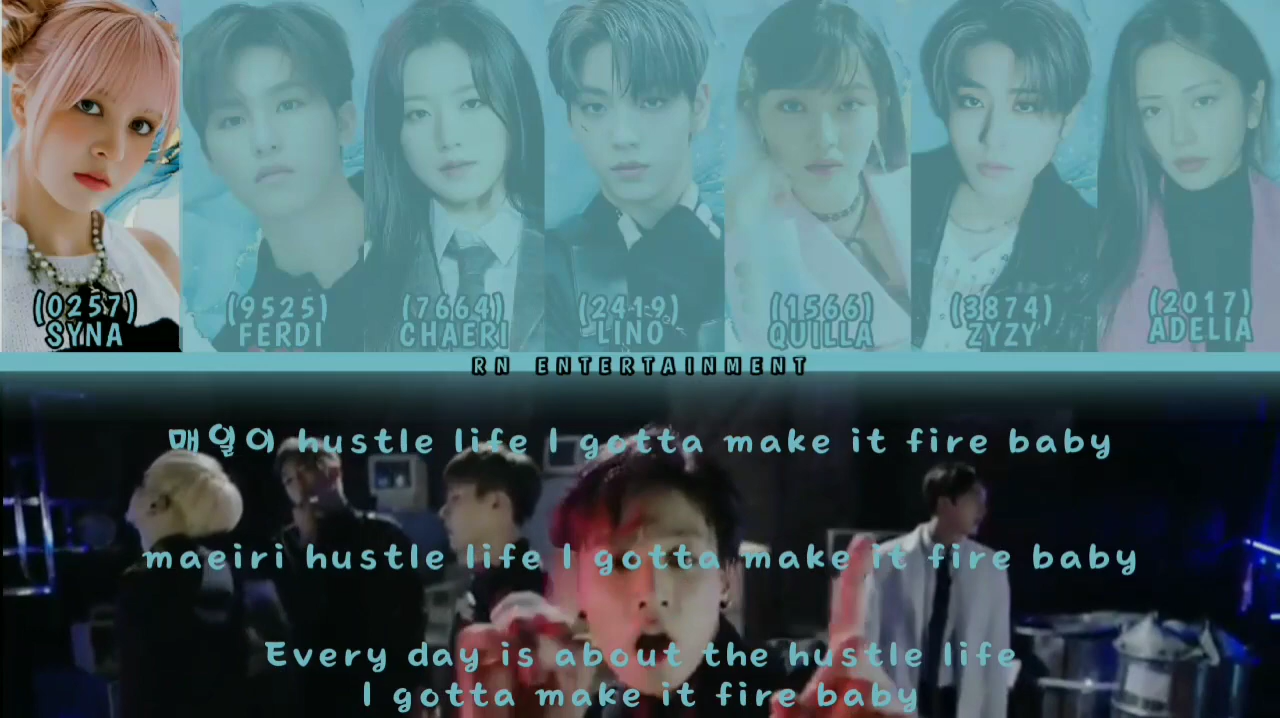 (0257)
SYNA
(9525)
FERDI
(7664)
CHAERI
(2419)
LINO
(1566)
QUILLA
(3874)
ZYZY
(2017)
ADELIA
RN ENTERTAINMENT
매일이 hustle life I gotta make it fire baby
maeiri hustle life I gotta make it fire baby
Every day is about the hustle life
I gotta make it fire baby